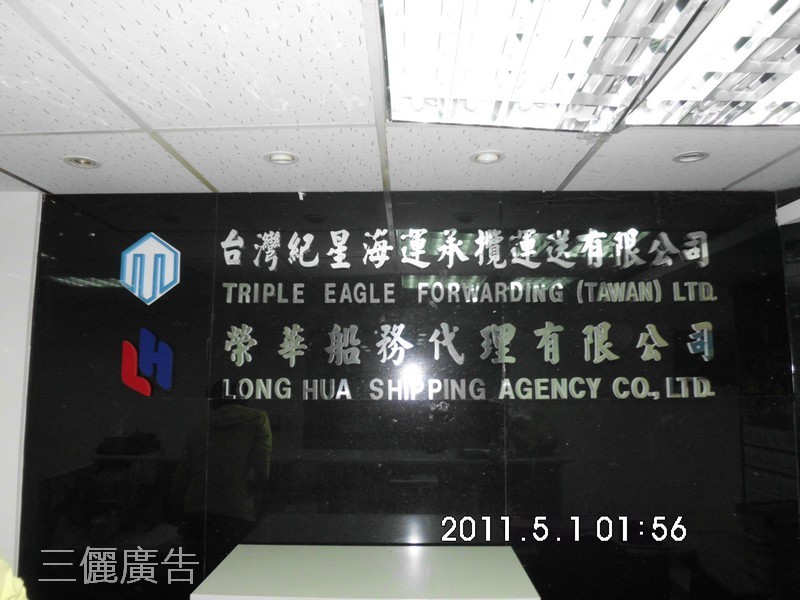 台灣紀星海運承攬運送有限公司
TRIPLE EAGLE FORWARDING (TAWAN) LTD.
榮華船務代理有限公司
LH
LONG HUA SHIPPING AGENCY CO., LTD.
2011.5.1 01:56
三儷廣告